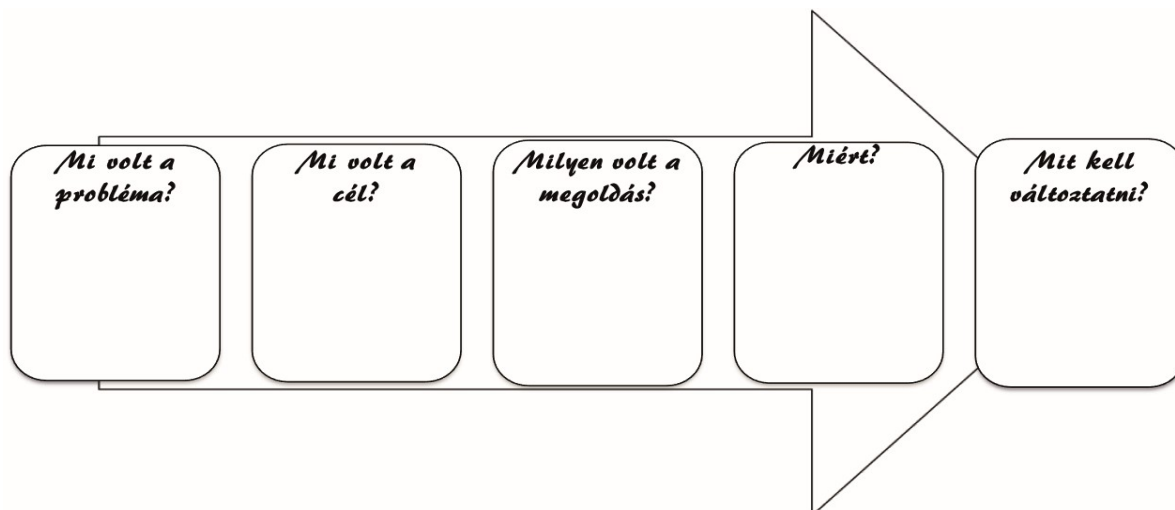 Mi volt a
probléma?
Mi volt a
cél?
Milyen volt a
megoldás?
Miért?
Mit kell
változtatni?